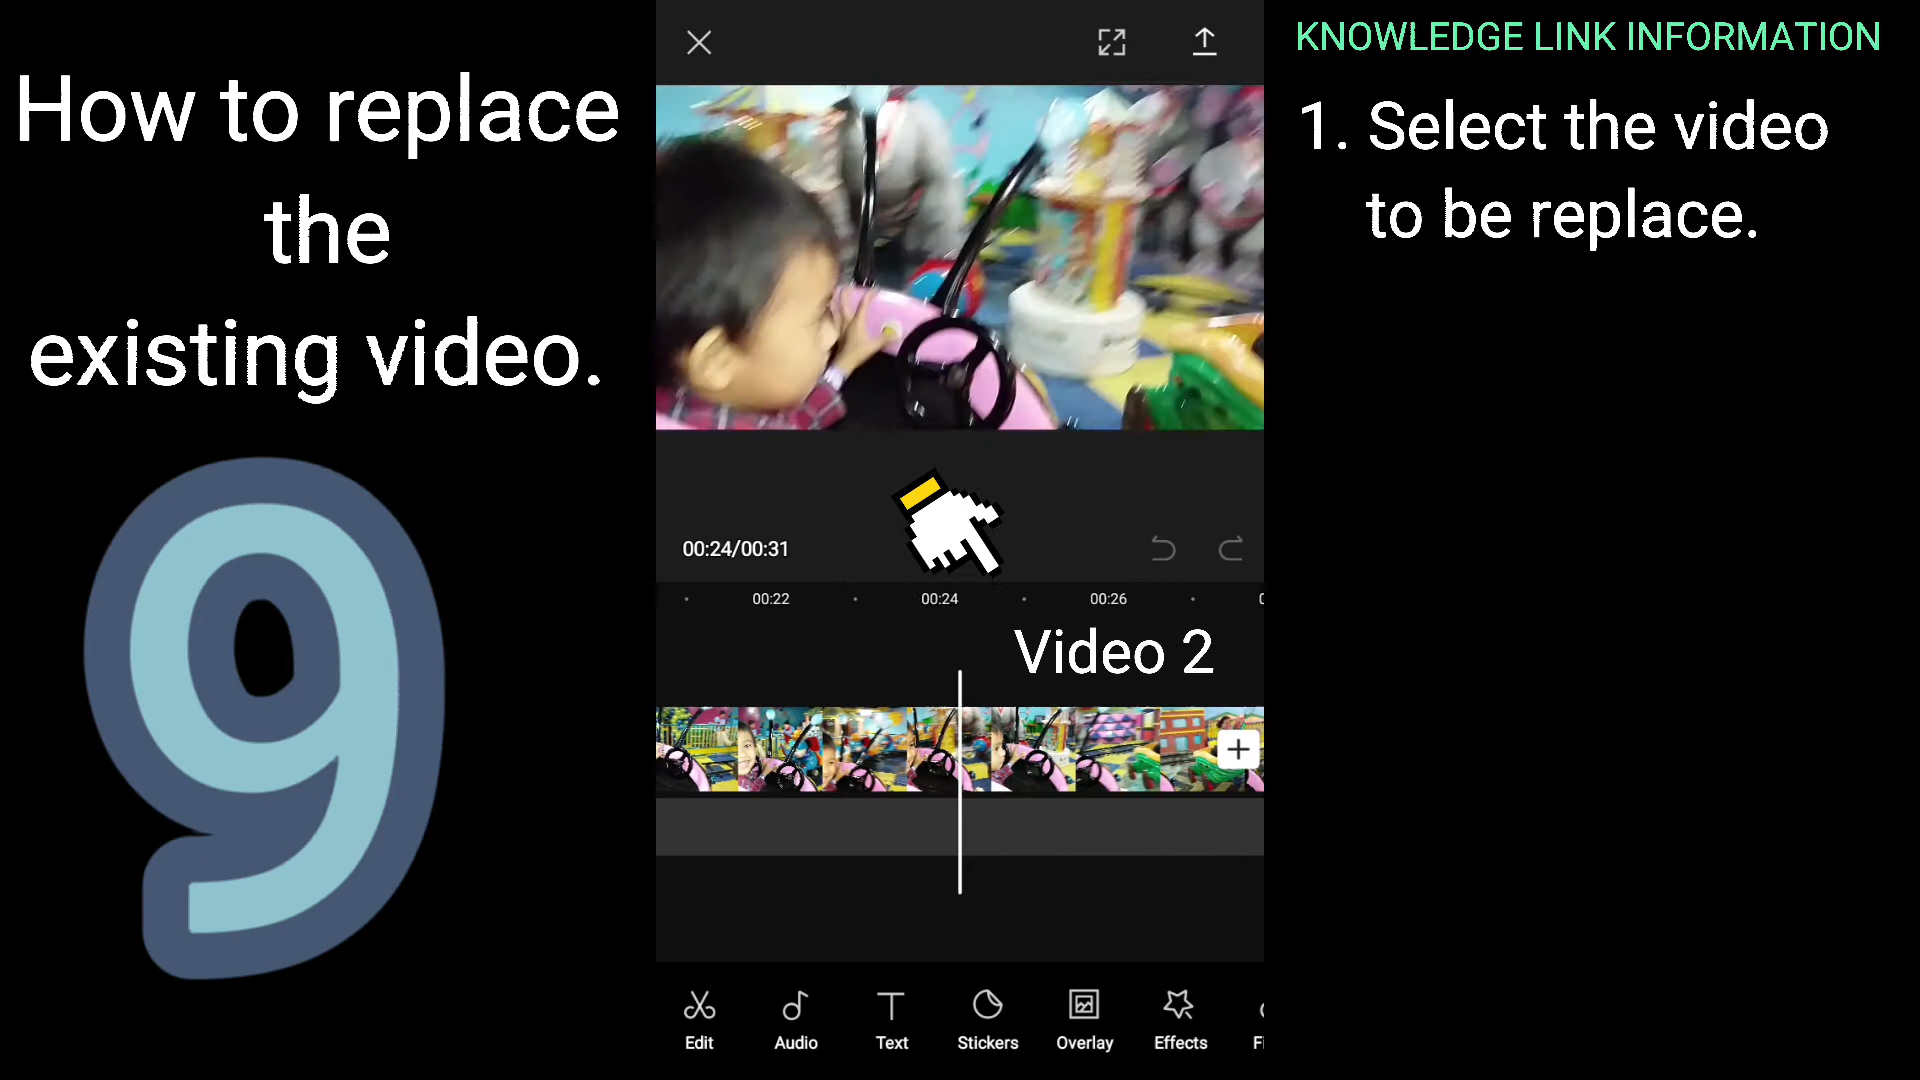 How to replace
the
existing video.
9
KNOWLEDGE LINK INFORMATION
1. Select the video
to be replace.
00:24/00:31
00:22
00:24
00:26
Video 2
Edit
Audio
Text
Stickers
Overlay
Effects